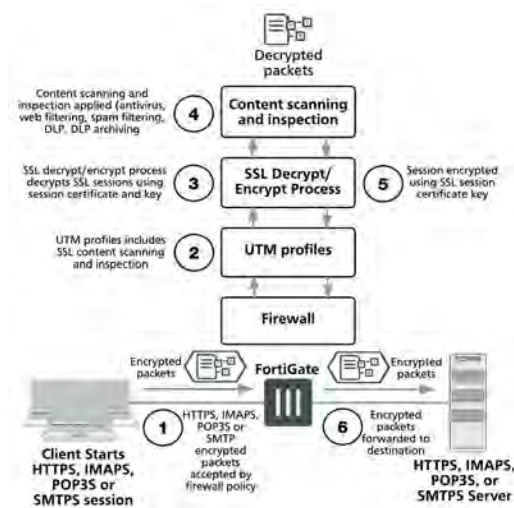 Decrypted
packets
Content scanning and
inspection applied (antivirus,
web filtering, spam filtering,
DLP, DLP archiving
4
Content scanning
and inspection
SSL decrypt/encrypt process
decrypts SSL sessions using
session certificate and key
3
SSL Decrypt/
Encrypt Process
5
Session encrypted
using SSL session
certificate key
UTM profiles includes
SSL content scanning
and inspection
2
UTM profiles
Firewall
Encrypted
packets
FortiGate
Encrypted
packets
1
HTTPS, IMAPS,
POP3S or
SMTP
encrypted
packets
accepted by
firewall policy
6
Encrypted
packets
forwarded to
destination
Client Starts
HTTPS, IMAPS,
POP3S or
SMTPS session
HTTPS, IMAPS,
POP3S, or
SMTPS Server